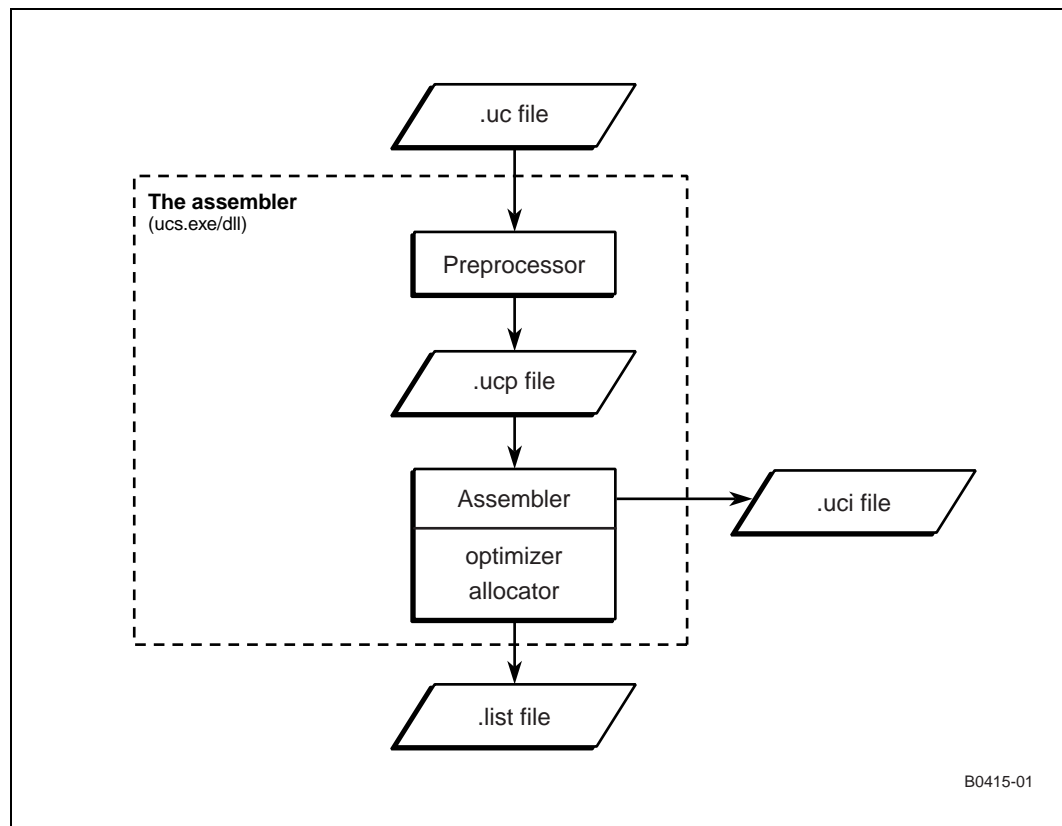 .uc file
The assembler
(ucs.exe/dll)
Preprocessor
.ucp file
Assembler
.uci file
optimizer
allocator
.list file
B0415-01